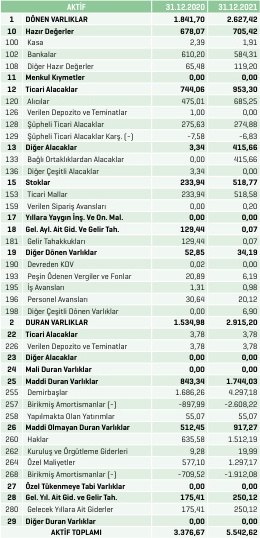 AKTİF 31.12.2020 31.12.2021
1 DÖNEN VARLIKLAR 1.841,70 2.627,42
10 Hazır Değerler 678,07 705,42
100 Kasa 2,39 1,91
102 Bankalar 610,20 584,31
108 Diğer Hazır Değerler 65,48 119,20
11 Menkul Kıymetler 0,00 0,00
12 Ticari Alacaklar 744,06 953,30
120 Alıcılar 475,01 685,25
126 Verilen Depozito ve Teminatlar 1,00 0,00
128 Şüpheli Ticari Alacaklar 275,63 274,88
129 Şüpheli Ticari Alacaklar Karş. (-) -7,58 -6,83
13 Diğer Alacaklar 3,34 415,66
133 Bağlı Ortaklıklardan Alacaklar 0,00 415,66
136 Diğer Çeşitli Alacaklar 3,34 0,00
15 Stoklar 233,94 518,77
153 Ticari Mallar 233,94 518,58
159 Verilen Sipariş Avansları 0,00 0,20
17 Yıllara Yaygın İnş. Ve On. Mal. 0,00 0,00
18 Gel. Ayl. Ait Gid. Ve Gelir Tah. 129,44 0,07
181 Gelir Tahakkukları 129,44 0,07
19 Diğer Dönen Varlıklar 52,85 34,19
190 Devreden KDV 0,02 0,00
193 Peşin Ödenen Vergiler ve Fonlar 20,89 6,19
195 İş Avansları 1,31 0,98
196 Personel Avansları 30,64 20,12
198 Diğer Çeşitli Dönen Varlıklar 0,00 6,90
2 DURAN VARLIKLAR 1.534,98 2.915,20
22 Ticari Alacaklar 3,78 3,78
226 Verilen Depozito ve Teminatlar 3,78 3,78
23 Diğer Alacaklar 0,00 0,00
24 Mali Duran Varlıklar 0,00 0,00
25 Maddi Duran Varlıklar 843,34 1.744,03
255 Demirbaşlar 1.686,26 4.297,18
257 Birikmiş Amortismanlar (-) -897,99 -2.608,22
258 Yapılmakta Olan Yatırımlar 55,07 55,07
26 Maddi Olmayan Duran Varlıklar 512,45 917,27
260 Haklar 635,58 1.512,19
262 Kuruluş ve Örgütleme Giderleri 9,28 19,99
264 Özel Maliyetler 577,10 1.297,17
268 Birikmiş Amortismanlar (-) -709,52 -1.912,08
27 Özel Tükenmeye Tabi Varlıklar 0,00 0,00
28 Gel. Yıl. Ait Gid. ve Gelir Tah. 175,41 250,12
280 Gelecek Yıllara Ait Giderler 175,41 250,12
29 Diğer Duran Varlıklar 0,00 0,00
AKTİF TOPLAMI 3.376,67 5.542,62